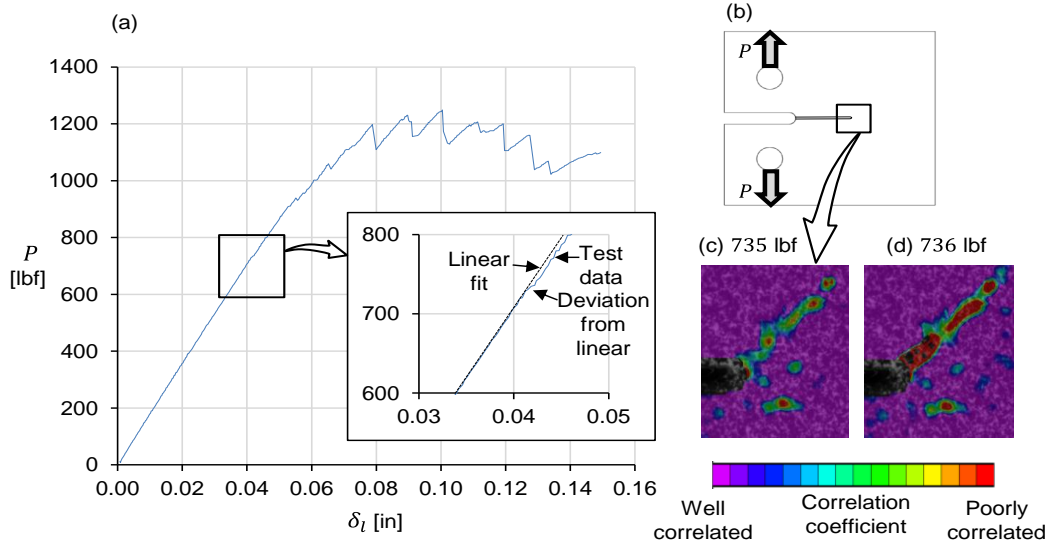 (a)
1400
1200
1000
800
600
400
200
0
P
[lbf]
0.00
0.02
0.04
0.06
0.08
0.10
0.12
0.14
0.16
δl [in]
800
700
600
0.03
0.04
0.05
Linear
fit
Test
data
Deviation
from
linear
(b)
P
P
(c) 735 lbf
(d) 736 lbf
Well
correlated
Correlation
coefficient
Poorly
correlated